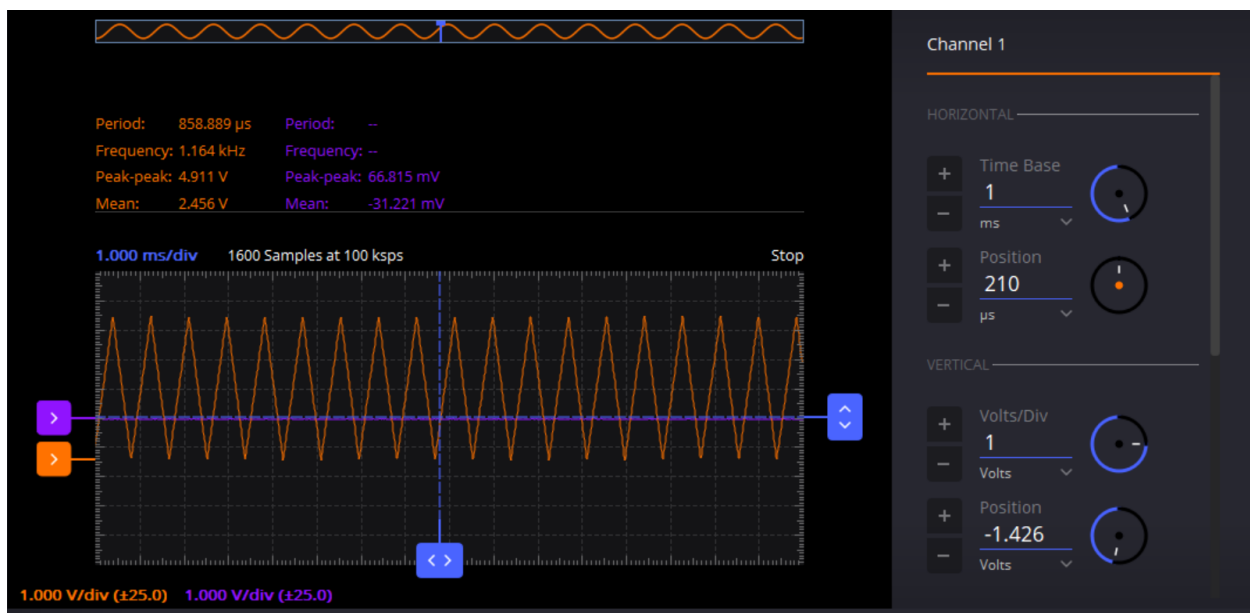 Channel 1
HORIZONTAL
Period: 858.889 µs Period: --
Frequency: 1.164 kHz Frequency: --
Peak-peak: 4.911 V Peak-peak: 66.815 mV
Mean: 2.456 V Mean: -31.221 mV
1.000 ms/div 1600 Samples at 100 ksps Stop
1.000 V/div (±25.0) 1.000 V/div (±25.0)
+ Time Base
1
− ms
+ Position
210
− µs
VERTICAL
+ Volts/Div
1
− Volts
+ Position
-1.426
− Volts